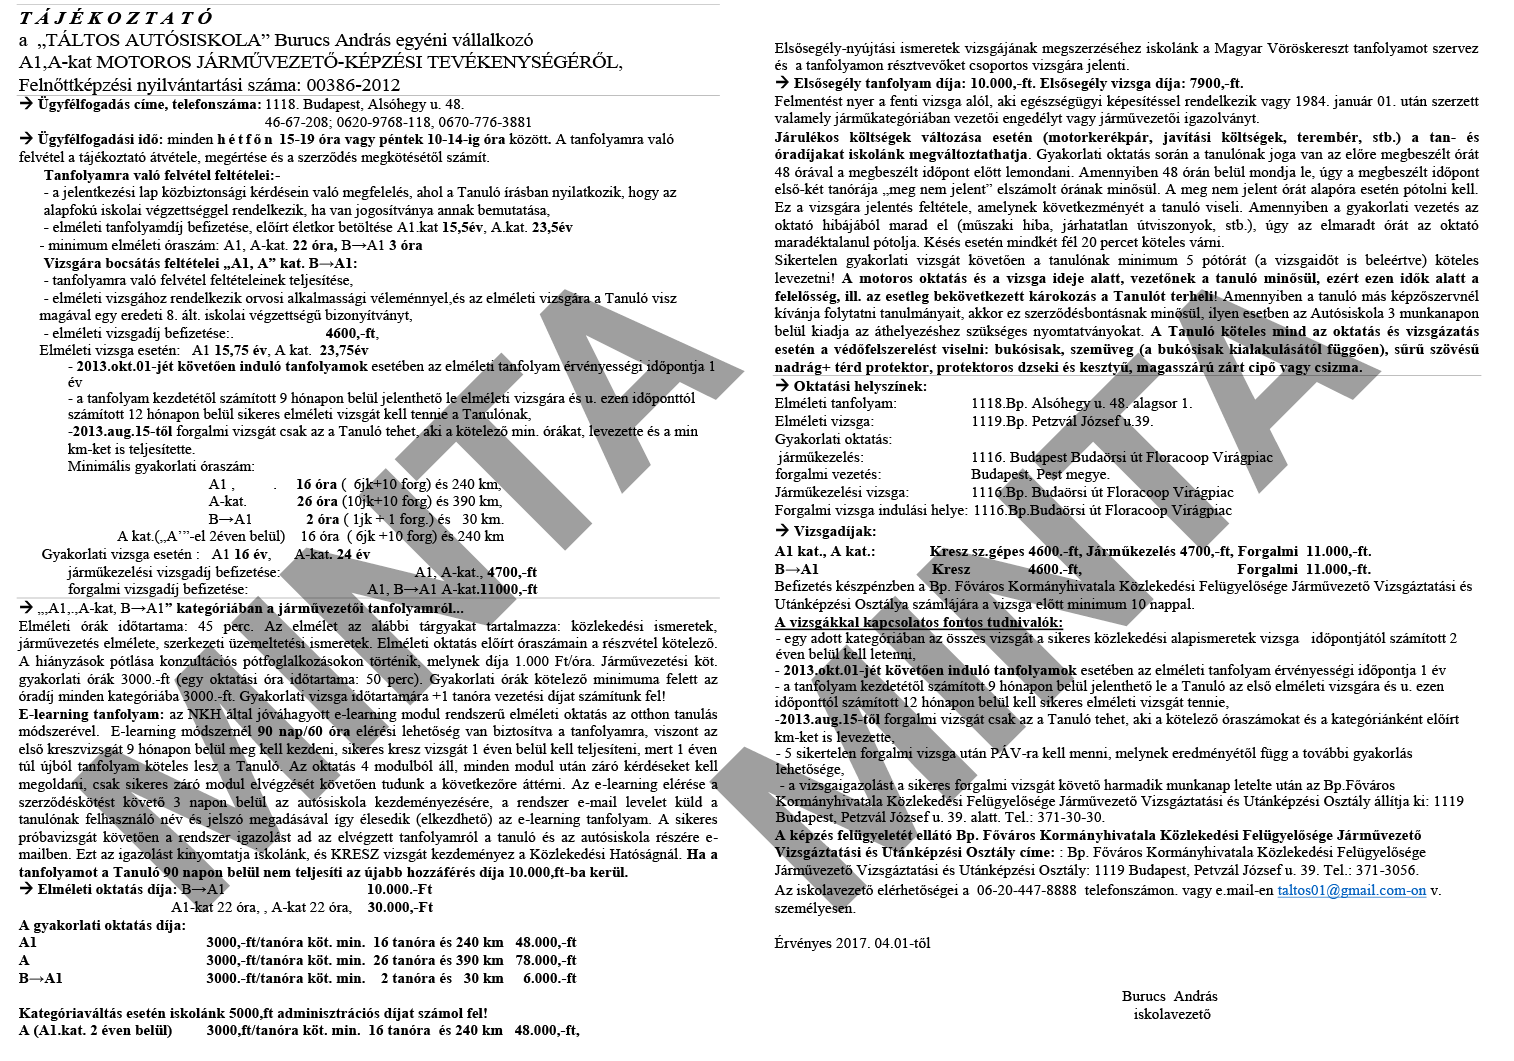 T Á J É K O Z T A T Ó
a „TÁLTOS AUTÓSISKOLA” Burucs András egyéni vállalkozó
A1,A-kat MOTOROS JÁRMŰVEZETŐ-KÉPZÉSI TEVÉKENYSÉGÉRŐL,
Felnőttképzési nyilvántartási száma: 00386-2012
→ Ügyfélfogadás címe, telefonszáma: 1118. Budapest, Alsóhegy u. 48.
46-67-208; 0620-9768-118, 0670-776-3881
→ Ügyfélfogadási idő: minden h é t f ő n 15-19 óra vagy péntek 10-14-ig óra között. A tanfolyamra való
felvétel a tájékoztató átvétele, megértése és a szerződés megkötésétől számít.
Tanfolyamra való felvétel feltételei:-
- a jelentkezési lap közbiztonsági kérdésein való megfelelés, ahol a Tanuló írásban nyilatkozik, hogy az
alapfokú iskolai végzettséggel rendelkezik, ha van jogosítványa annak bemutatása,
- elméleti tanfolyamdíj befizetése, előírt életkor betöltése A1.kat 15,5év, A.kat. 23,5év
- minimum elméleti óraszám: A1, A-kat. 22 óra, B→A1 3 óra
Vizsgára bocsátás feltételei „A1, A” kat. B→A1:
- tanfolyamra való felvétel feltételeinek teljesítése,
- elméleti vizsgához rendelkezik orvosi alkalmassági véleménnyel,és az elméleti vizsgára a Tanuló visz
magával egy eredeti 8. ált. iskolai végzettségű bizonyítványt,
- elméleti vizsgadíj befizetése:. 4600,-ft,
Elméleti vizsga esetén: A1 15,75 év, A kat. 23,75év
- 2013.okt.01-jét követően induló tanfolyamok esetében az elméleti tanfolyam érvényességi időpontja 1
év
- a tanfolyam kezdetétől számított 9 hónapon belül jelenthető le elméleti vizsgára és u. ezen időponttól
számított 12 hónapon belül sikeres elméleti vizsgát kell tennie a Tanulónak,
-2013.aug.15-től forgalmi vizsgát csak az a Tanuló tehet, aki a kötelező min. órákat, levezette és a min
km-ket is teljesítette.
Minimális gyakorlati óraszám:
A1 , . 16 óra ( 6jk+10 forg) és 240 km,
A-kat. 26 óra (10jk+10 forg) és 390 km,
B→A1 2 óra ( 1jk + 1 forg.) és 30 km.
A kat.(„A’”-el 2éven belül) 16 óra ( 6jk +10 forg) és 240 km
Gyakorlati vizsga esetén : A1 16 év, A-kat. 24 év
járműkezelési vizsgadíj befizetése: A1, A-kat., 4700,-ft
forgalmi vizsgadíj befizetése: A1, B→A1 A-kat.11000,-ft
→ „,A1,.,A-kat, B→A1” kategóriában a járművezetői tanfolyamról...
Elméleti órák időtartama: 45 perc. Az elmélet az alábbi tárgyakat tartalmazza: közlekedési ismeretek,
járművezetés elmélete, szerkezeti üzemeltetési ismeretek. Elméleti oktatás előírt óraszámain a részvétel kötelező.
A hiányzások pótlása konzultációs pótfoglalkozásokon történik, melynek díja 1.000 Ft/óra. Járművezetési köt.
gyakorlati órák 3000.-ft (egy oktatási óra időtartama: 50 perc). Gyakorlati órák kötelező minimuma felett az
óradíj minden kategóriába 3000.-ft. Gyakorlati vizsga időtartamára +1 tanóra vezetési díjat számítunk fel!
E-learning tanfolyam: az NKH által jóváhagyott e-learning modul rendszerű elméleti oktatás az otthon tanulás
módszerével. E-learning módszernél 90 nap/60 óra elérési lehetőség van biztosítva a tanfolyamra, viszont az
első kreszvizsgát 9 hónapon belül meg kell kezdeni, sikeres kresz vizsgát 1 éven belül kell teljesíteni, mert 1 éven
túl újból tanfolyam köteles lesz a Tanuló. Az oktatás 4 modulból áll, minden modul után záró kérdéseket kell
megoldani, csak sikeres záró modul elvégzését követően tudunk a következőre áttérni. Az e-learning elérése a
szerződéskötést követő 3 napon belül az autósiskola kezdeményezésére, a rendszer e-mail levelet küld a
tanulónak felhasználó név és jelszó megadásával így élesedik (elkezdhető) az e-learning tanfolyam. A sikeres
próbavizsgát követően a rendszer igazolást ad az elvégzett tanfolyamról a tanuló és az autósiskola részére e-
mailben. Ezt az igazolást kinyomtatja iskolánk, és KRESZ vizsgát kezdeményez a Közlekedési Hatóságnál. Ha a
tanfolyamot a Tanuló 90 napon belül nem teljesíti az újabb hozzáférés díja 10.000,ft-ba kerül.
→ Elméleti oktatás díja: B→A1 10.000.-Ft
A1-kat 22 óra, , A-kat 22 óra, 30.000,-Ft
A gyakorlati oktatás díja:
A1 3000,-ft/tanóra köt. min. 16 tanóra és 240 km 48.000,-ft
A 3000,-ft/tanóra köt. min. 26 tanóra és 390 km 78.000,-ft
B→A1 3000.-ft/tanóra köt. min. 2 tanóra és 30 km 6.000.-ft
Kategóriaváltás esetén iskolánk 5000,ft adminisztrációs díjat számol fel!
A (A1.kat. 2 éven belül) 3000,ft/tanóra köt. min. 16 tanóra és 240 km 48.000,-ft,
Elsősegély-nyújtási ismeretek vizsgájának megszerzéséhez iskolánk a Magyar Vöröskereszt tanfolyamot szervez
és a tanfolyamon résztvevőket csoportos vizsgára jelenti.
→ Elsősegély tanfolyam díja: 10.000,-ft. Elsősegély vizsga díja: 7900,-ft.
Felmentést nyer a fenti vizsga alól, aki egészségügyi képesítéssel rendelkezik vagy 1984. január 01. után szerzett
valamely járműkategóriában vezetői engedélyt vagy járművezetői igazolványt.
Járulékos költségek változása esetén (motorkerékpár, javítási költségek, terembér, stb.) a tan- és
óradíjakat iskolánk megváltoztathatja. Gyakorlati oktatás során a tanulónak joga van az előre megbeszélt órát
48 órával a megbeszélt időpont előtt lemondani. Amennyiben 48 órán belül mondja le, úgy a megbeszélt időpont
első-két tanórája „meg nem jelent” elszámolt órának minősül. A meg nem jelent órát alapóra esetén pótolni kell.
Ez a vizsgára jelentés feltétele, amelynek következményét a tanuló viseli. Amennyiben a gyakorlati vezetés az
oktató hibájából marad el (műszaki hiba, járhatatlan útviszonyok, stb.), úgy az elmaradt órát az oktató
maradéktalanul pótolja. Késés esetén mindkét fél 20 percet köteles várni.
Sikertelen gyakorlati vizsgát követően a tanulónak minimum 5 pótórát (a vizsgaidőt is beleértve) köteles
levezetni! A motoros oktatás és a vizsga ideje alatt, vezetőnek a tanuló minősül, ezért ezen idők alatt a
felelősség, ill. az esetleg bekövetkezett károkozás a Tanulót terheli! Amennyiben a tanuló más képzőszervnél
kívánja folytatni tanulmányait, akkor ez szerződésbontásnak minősül, ilyen esetben az Autósiskola 3 munkanapon
belül kiadja az áthelyezéshez szükséges nyomtatványokat. A Tanuló köteles mind az oktatás és vizsgázatás
esetén a védőfelszerelést viselni: bukósisak, szemüveg (a bukósisak kialakulásától függően), sűrű szövésű
nadrág+ térd protektor, protektoros dzseki és kesztyű, magasszárú zárt cipő vagy csizma.
→ Oktatási helyszínek:
Elméleti tanfolyam: 1118.Bp. Alsóhegy u. 48. alagsor 1.
Elméleti vizsga: 1119.Bp. Petzvál József u.39.
Gyakorlati oktatás:
járműkezelés: 1116. Budapest Budaörsi út Floracoop Virágpiac
forgalmi vezetés: Budapest, Pest megye.
Járműkezelési vizsga: 1116.Bp. Budaörsi út Floracoop Virágpiac
Forgalmi vizsga indulási helye: 1116.Bp.Budaörsi út Floracoop Virágpiac
→ Vizsgadíjak:
A1 kat., A kat.: Kresz sz.gépes 4600.-ft, Járműkezelés 4700,-ft, Forgalmi 11.000,-ft.
B→A1 Kresz 4600.-ft, Forgalmi 11.000,-ft.
Befizetés készpénzben a Bp. Főváros Kormányhivatala Közlekedési Felügyelősége Járművezető Vizsgáztatási és
Utánképzési Osztálya számlájára a vizsga előtt minimum 10 nappal.
A vizsgákkal kapcsolatos fontos tudnivalók:
- egy adott kategóriában az összes vizsgát a sikeres közlekedési alapismeretek vizsga időpontjától számított 2
éven belül kell letenni,
- 2013.okt.01-jét követően induló tanfolyamok esetében az elméleti tanfolyam érvényességi időpontja 1 év
- a tanfolyam kezdetétől számított 9 hónapon belül jelenthető le a Tanuló az első elméleti vizsgára és u. ezen
időponttól számított 12 hónapon belül kell sikeres elméleti vizsgát tennie,
-2013.aug.15-től forgalmi vizsgát csak az a Tanuló tehet, aki a kötelező óraszámokat és a kategóriánként előírt
km-ket is levezette,
- 5 sikertelen forgalmi vizsga után PÁV-ra kell menni, melynek eredményétől függ a további gyakorlás
lehetősége,
- a vizsgaigazolást a sikeres forgalmi vizsgát követő harmadik munkanap letelte után az Bp.Főváros
Kormányhivatala Közlekedési Felügyelősége Járművezető Vizsgáztatási és Utánképzési Osztály állítja ki: 1119
Budapest, Petzvál József u. 39. alatt. Tel.: 371-30-30.
A képzés felügyeletét ellátó Bp. Főváros Kormányhivatala Közlekedési Felügyelősége Járművezető
Vizsgáztatási és Utánképzési Osztály címe: : Bp. Főváros Kormányhivatala Közlekedési Felügyelősége
Járművezető Vizsgáztatási és Utánképzési Osztály: 1119 Budapest, Petvzál József u. 39. Tel.: 371-3056.
Az iskolavezető elérhetőségei a 06-20-447-8888 telefonszámon. vagy e.mail-en taltos01@gmail.com-on v.
személyesen.
Érvényes 2017. 04.01-től
Burucs András
iskolavezető
MINTA
MINTA